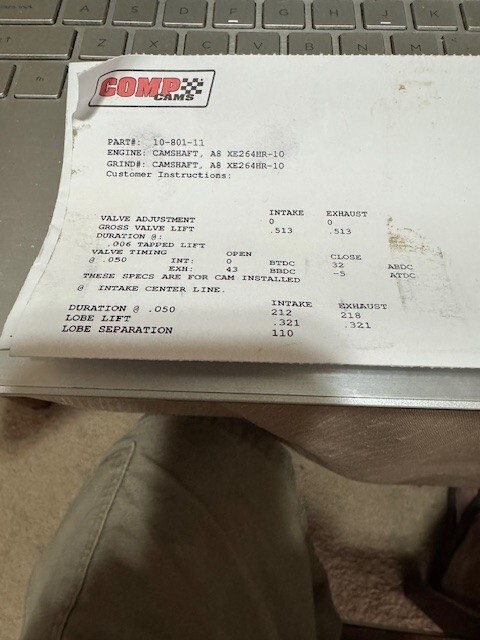 A S D F G H J K
Z X C V B N M
COMP
CAMS
PART#: 10-801-11
ENGINE: CAMSHAFT, A8 XE264HR-10
GRIND#: CAMSHAFT, A8 XE264HR-10
Customer Instructions:
INTAKE EXHAUST
VALVE ADJUSTMENT 0 0
GROSS VALVE LIFT .513 .513
DURATION @:
.006 TAPPED LIFT
VALVE TIMING OPEN CLOSE
@ .050 INT: 0 BTDC 32 ABDC
EXH: 43 BBDC -5 ATDC
THESE SPECS ARE FOR CAM INSTALLED
@ INTAKE CENTER LINE.
INTAKE EXHAUST
DURATION @ .050 212 218
LOBE LIFT .321 .321
LOBE SEPARATION 110